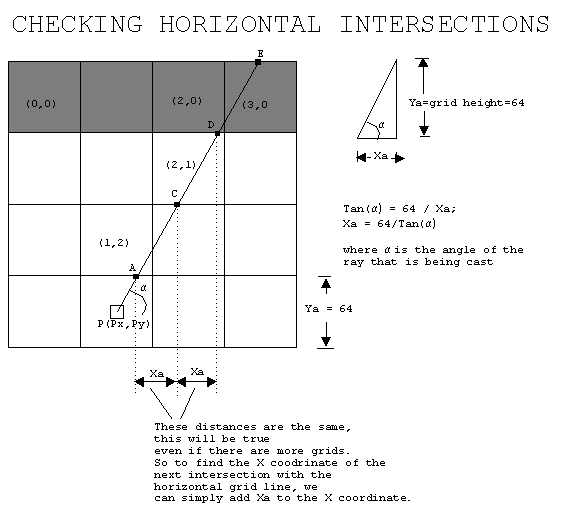 CHECKING HORIZONTAL INTERSECTIONS
E
(0,0)
(2,0)
(3,0
D
(2,1)
C
(1,2)
A
α
P(Px,Py)
Ya=grid height=64
α
Xa
Tan(α) = 64 / Xa;
Xa = 64/Tan(α)
where α is the angle of the
ray that is being cast
Ya = 64
Xa
Xa
These distances are the same,
this will be true
even if there are more grids.
So to find the X coodrinate of the
next intersection with the
horizontal grid line, we
can simply add Xa to the X coordinate.